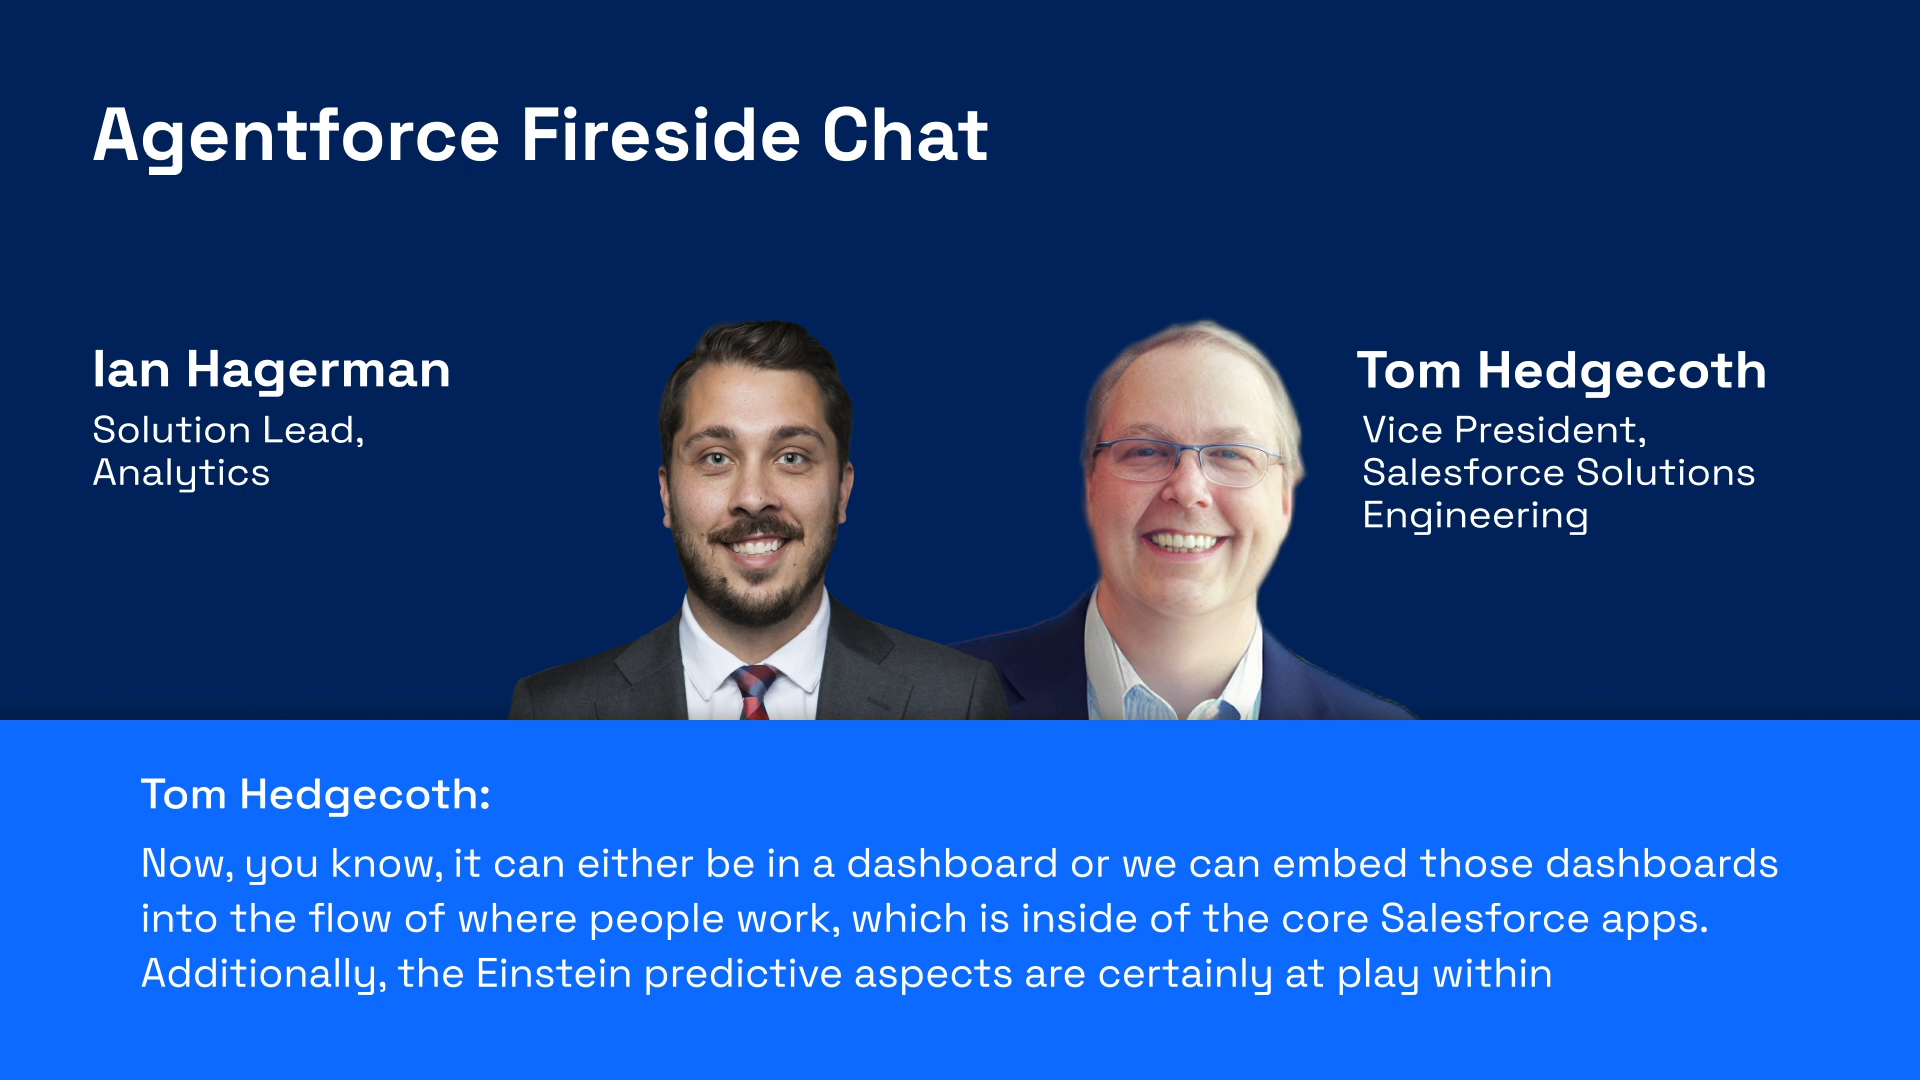 Agentforce Fireside Chat
Ian Hagerman
Solution Lead,
Analytics
Tom Hedgecoth
Vice President,
Salesforce Solutions
Engineering
Tom Hedgecoth:
Now, you know, it can either be in a dashboard or we can embed those dashboards
into the flow of where people work, which is inside of the core Salesforce apps.
Additionally, the Einstein predictive aspects are certainly at play within